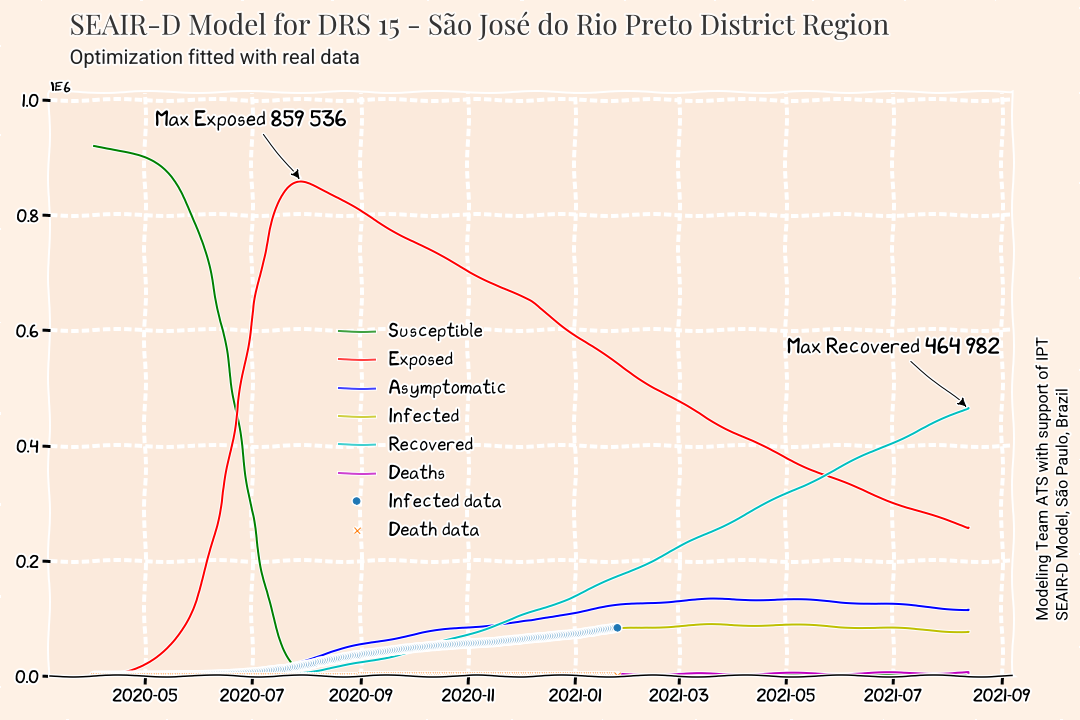 SEAIR-D Model for DRS 15 - São José do Rio Preto District Region
Optimization fitted with real data
1E6
1.0
0.8
0.6
0.4
0.2
0.0
Max Exposed 859 536
Max Recovered 464 982
Susceptible
Exposed
Asymptomatic
Infected
Recovered
Deaths
Infected data
Death data
2020-05
2020-07
2020-09
2020-11
2021-01
2021-03
2021-05
2021-07
2021-09
Modeling Team ATS with support of IPT
SEAIR-D Model, São Paulo, Brazil